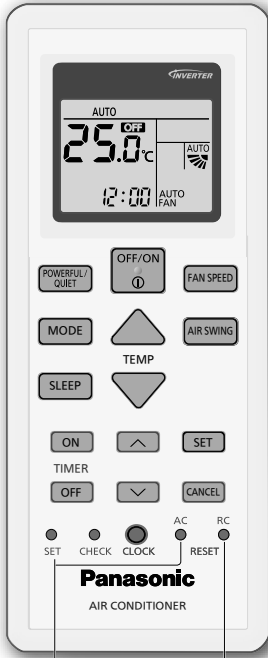 INVERTER
AUTO
OFF
25.0°C
AUTO
12:00 AUTO
FAN
POWERFUL/
QUIET
OFF/ON
FAN SPEED
MODE
AIR SWING
TEMP
SLEEP
ON
SET
TIMER
OFF
CANCEL
AC RC
SET CHECK CLOCK RESET
Panasonic
AIR CONDITIONER